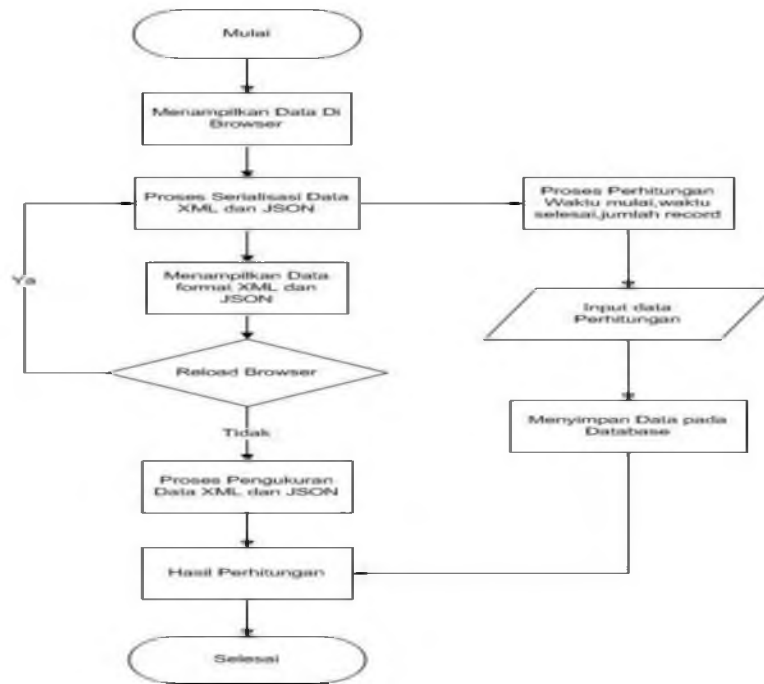 Mulai
Menampilkan Data Di
Browser
Proses Serialisasi Data
XML dan JSON
Proses Perhitungan
Waktu mulai,waktu
selesai,jumlah record
Ya
Menampilkan Data
format XML dan
JSON
Input data
Perhitungan
Reload Browser
Tidak
Menyimpan Data pada
Database
Proses Pengukuran
Data XML dan JSON
Hasil Perhitungan
Selesai